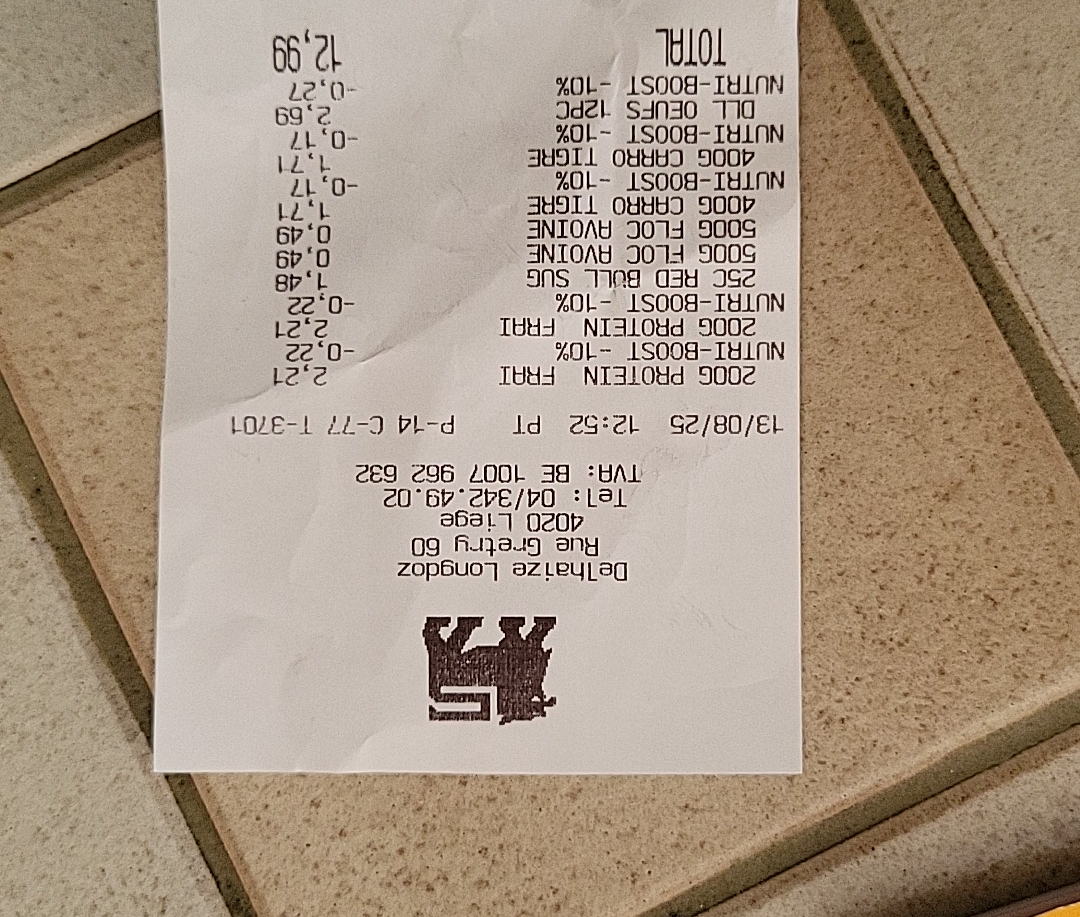 Delhaize Longdoz
Rue Gretry 60
4020 Liege
Tel: 04/342.49.02
TVA: BE 1007 962 632
13/08/25 12:52 PT P-14 C-77 T-3701
200G PROTEIN FRAI 2,21
NUTRI-BOOST -10% -0,22
200G PROTEIN FRAI 2,21
NUTRI-BOOST -10% -0,22
25C RED BULL SUG 1,48
500G FLOC AVOINE 0,49
500G FLOC AVOINE 0,49
400G CARRO TIGRE 1,71
NUTRI-BOOST -10% -0,17
400G CARRO TIGRE 1,71
NUTRI-BOOST -10% -0,17
DLL OEUFS 12PC 2,69
NUTRI-BOOST -10% -0,27
TOTAL 12,99